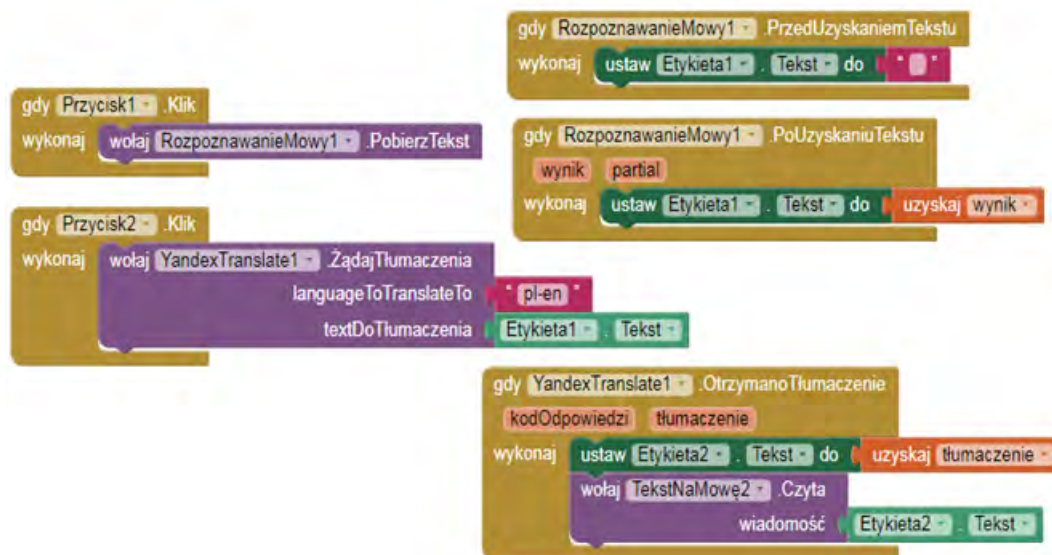 gdy Przycisk1 .Klik
wykonaj wołaj RozpoznawanieMowy1 .PobierzTekst
gdy Przycisk2 .Klik
wykonaj wołaj YandexTranslate1 .ŻądajTłumaczenia
languageToTranslateTo " pl-en "
textDoTłumaczenia Etykieta1 . Tekst
gdy RozpoznawanieMowy1 .PrzedUzyskaniemTekstu
wykonaj ustaw Etykieta1 . Tekst do " "
gdy RozpoznawanieMowy1 .PoUzyskaniuTekstu
wynik partial
wykonaj ustaw Etykieta1 . Tekst do uzyskaj wynik
gdy YandexTranslate1 .OtrzymanoTłumaczenie
kodOdpowiedzi tłumaczenie
wykonaj ustaw Etykieta2 . Tekst do uzyskaj tłumaczenie
wołaj TekstNaMowę2 .Czyta
wiadomość Etykieta2 . Tekst